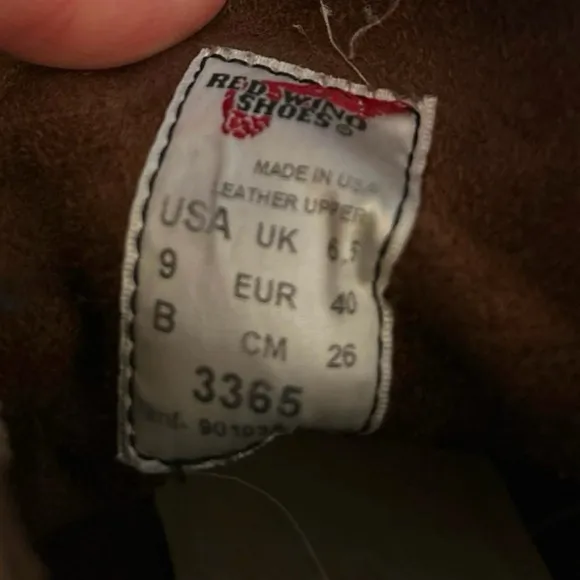 RED WING
SHOES®
MADE IN USA
LEATHER UPPER
USA UK 6.5
9 EUR 40
B CM 26
3365